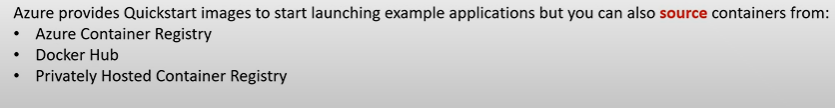 Azure provides Quickstart images to start launching example applications but you can also source containers from:
• Azure Container Registry
• Docker Hub
• Privately Hosted Container Registry